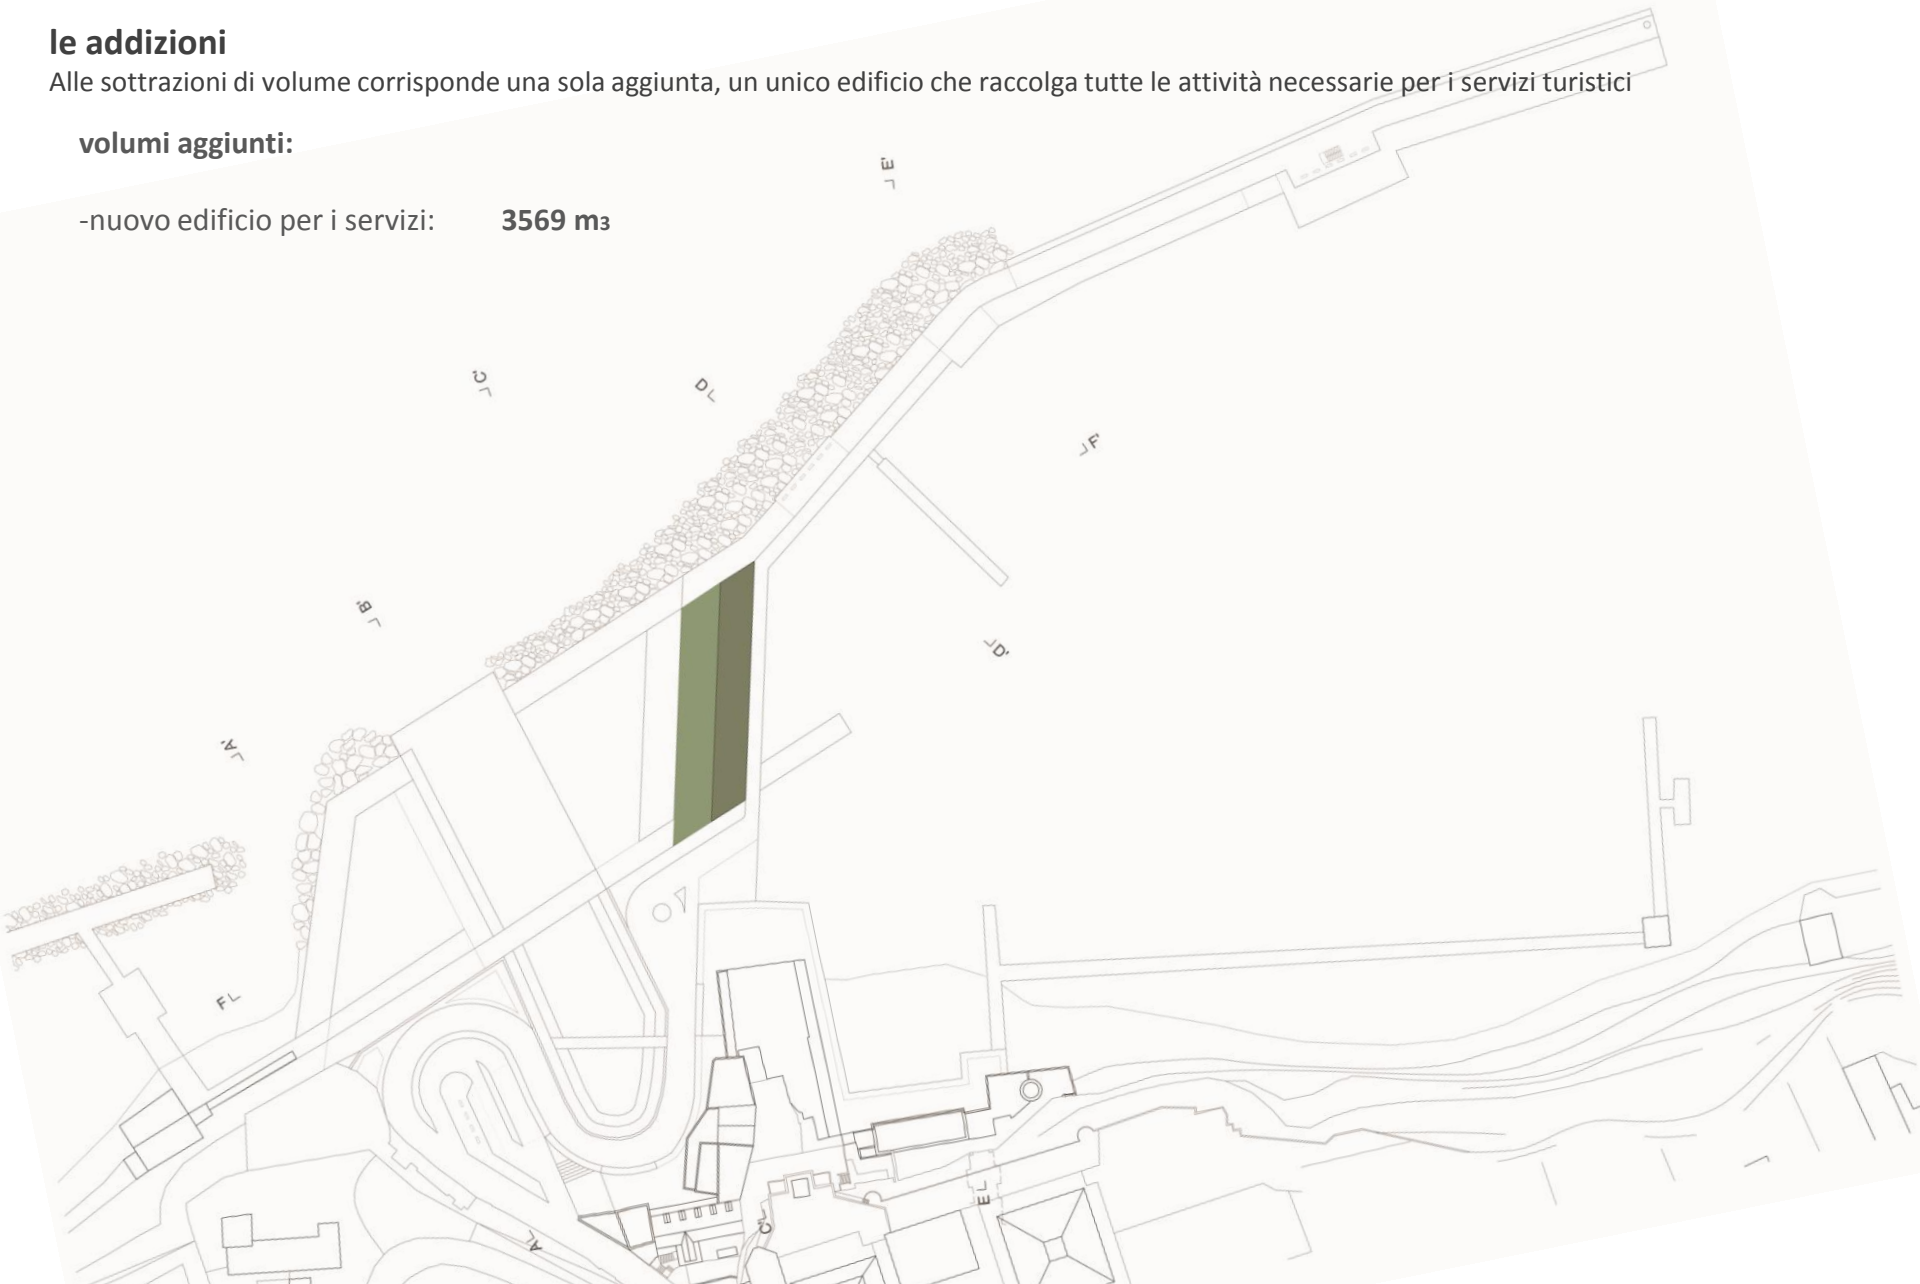 le addizioni
Alle sottrazioni di volume corrisponde una sola aggiunta, un unico edificio che raccolga tutte le attività necessarie per i servizi turistici
volumi aggiunti:
-nuovo edificio per i servizi: 3569 m3
E'
C'
D
F'
B'
D'
A'
F
E
C
A